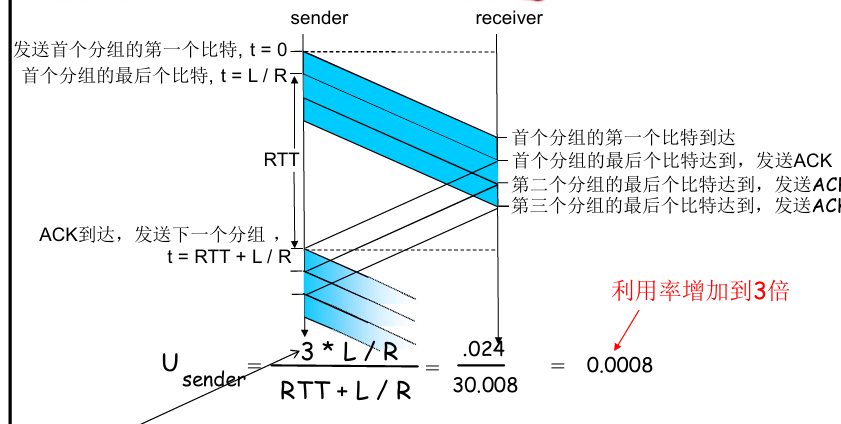 sender
receiver
发送首个分组的第一个比特, t = 0
首个分组的最后个比特, t = L / R
RTT
首个分组的第一个比特到达
首个分组的最后个比特达到，发送ACK
第二个分组的最后个比特达到，发送ACK
第三个分组的最后个比特达到，发送ACK
ACK到达，发送下一个分组 ，
t = RTT + L / R
利用率增加到3倍
U sender = 3 * L / R / RTT + L / R = .024 / 30.008 = 0.0008